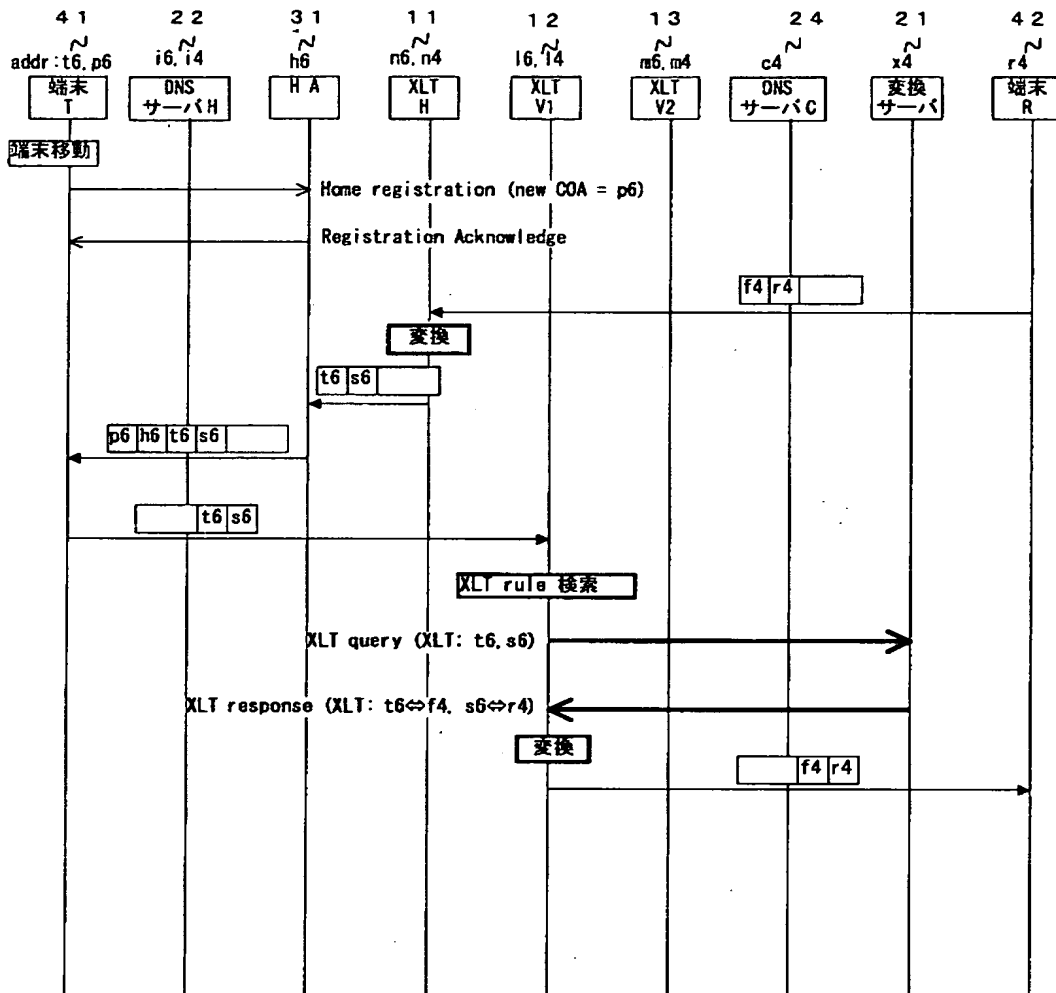 41 22 31 11 12 13 24 21 42
addr:t6,p6 i6,i4 h6 n6,n4 l6,l4 m6,m4 c4 x4 r4
端末 DNS HA XLT XLT XLT DNS 変換 端末
T サーバH H V1 V2 サーバC サーバ R
端末移動
Home registration (new COA = p6)
Registration Acknowledge
f4 r4
変換
t6 s6
p6 h6 t6 s6
t6 s6
XLT rule 検索
XLT query (XLT: t6,s6)
XLT response (XLT: t6⇔f4, s6⇔r4)
変換
f4 r4